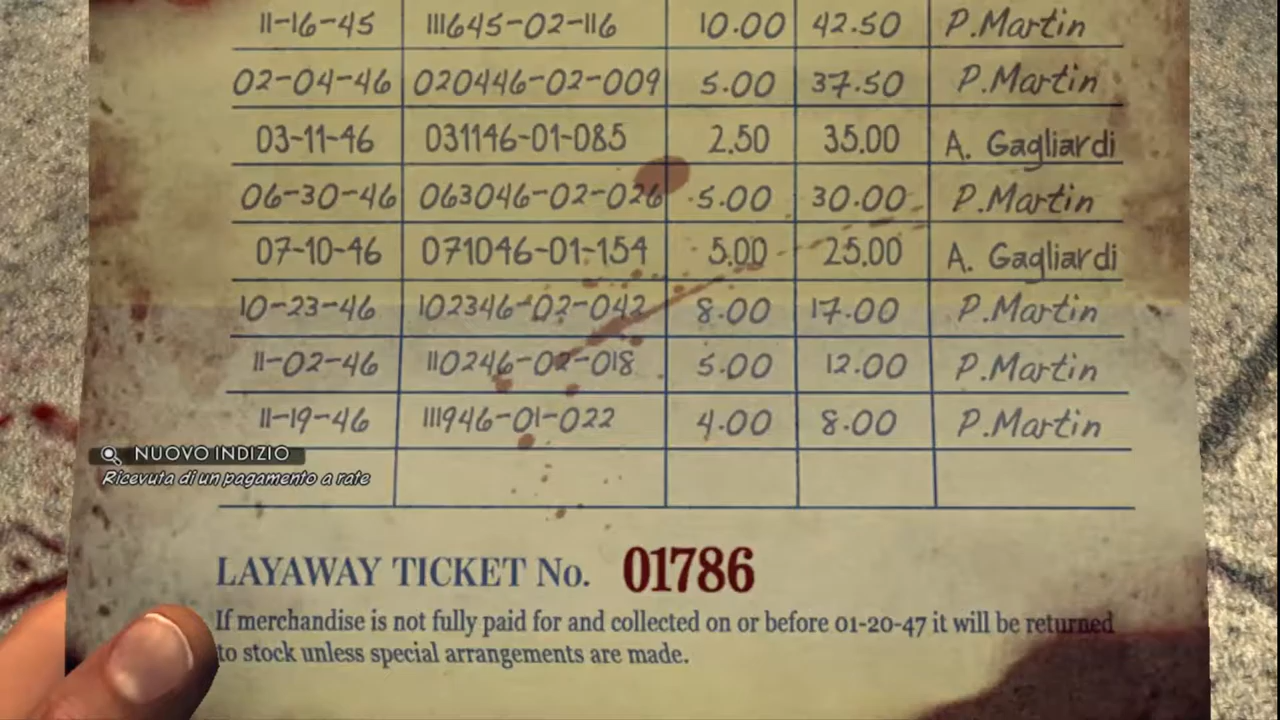 11-16-45 111645-02-116 10.00 42.50 P.Martin
02-04-46 020446-02-009 5.00 37.50 P.Martin
03-11-46 031146-01-085 2.50 35.00 A. Gagliardi
06-30-46 063046-02-026 5.00 30.00 P.Martin
07-10-46 071046-01-154 5.00 25.00 A. Gagliardi
10-23-46 102346-02-042 8.00 17.00 P.Martin
11-02-46 110246-02-018 5.00 12.00 P.Martin
11-19-46 111946-01-022 4.00 8.00 P.Martin
NUOVO INDIZIO
Ricevuta di un pagamento a rate
LAYAWAY TICKET No. 01786
If merchandise is not fully paid for and collected on or before 01-20-47 it will be returned
to stock unless special arrangements are made.